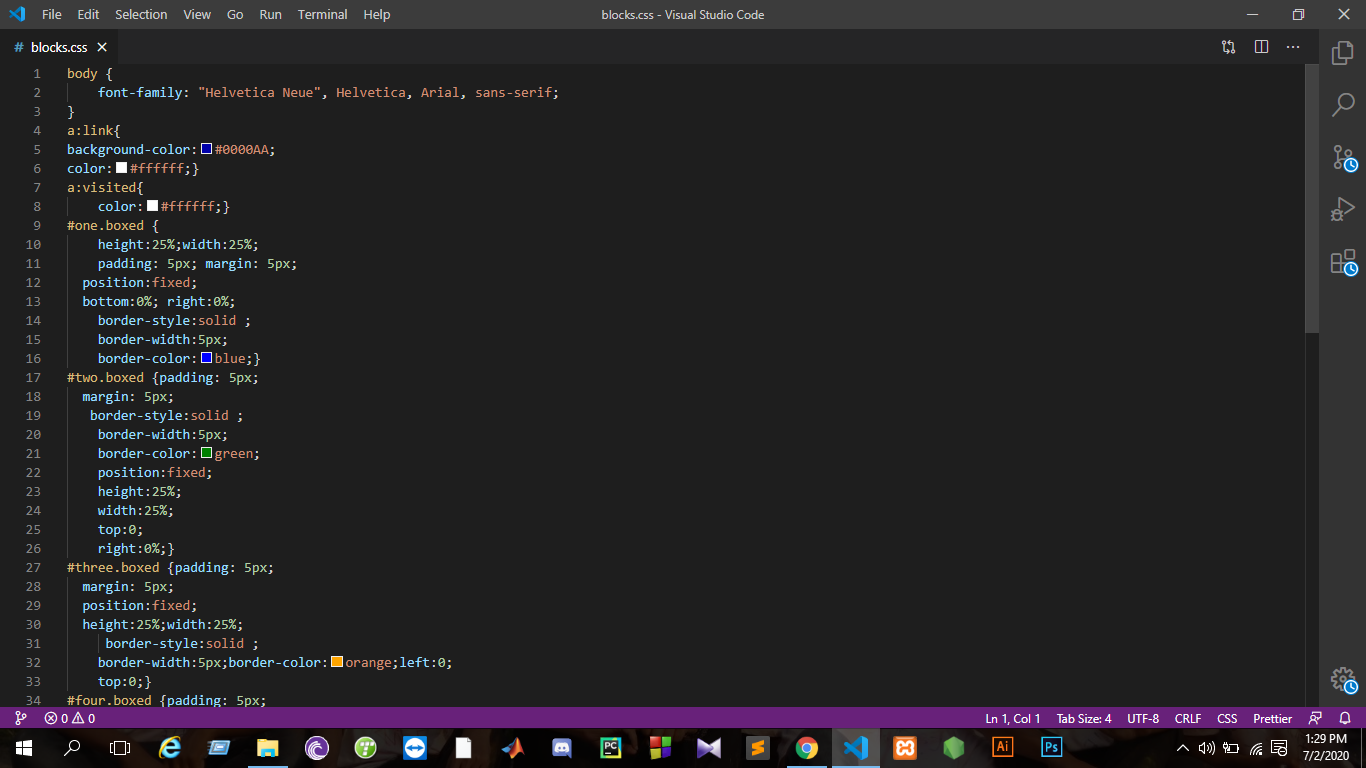 File Edit Selection View Go Run Terminal Help blocks.css - Visual Studio Code
# blocks.css
1 body {
2 font-family: "Helvetica Neue", Helvetica, Arial, sans-serif;
3 }
4 a:link{
5 background-color: #0000AA;
6 color: #ffffff;}
7 a:visited{
8 color: #ffffff;}
9 #one.boxed {
10 height:25%;width:25%;
11 padding: 5px; margin: 5px;
12 position:fixed;
13 bottom:0%; right:0%;
14 border-style:solid ;
15 border-width:5px;
16 border-color: blue;}
17 #two.boxed {padding: 5px;
18 margin: 5px;
19 border-style:solid ;
20 border-width:5px;
21 border-color: green;
22 position:fixed;
23 height:25%;
24 width:25%;
25 top:0;
26 right:0%;}
27 #three.boxed {padding: 5px;
28 margin: 5px;
29 position:fixed;
30 height:25%;width:25%;
31 border-style:solid ;
32 border-width:5px;border-color: orange;left:0;
33 top:0;}
34 #four.boxed {padding: 5px;
0 0 Ln 1, Col 1 Tab Size: 4 UTF-8 CRLF CSS Prettier
PC Ai Ps 1:29 PM
7/2/2020